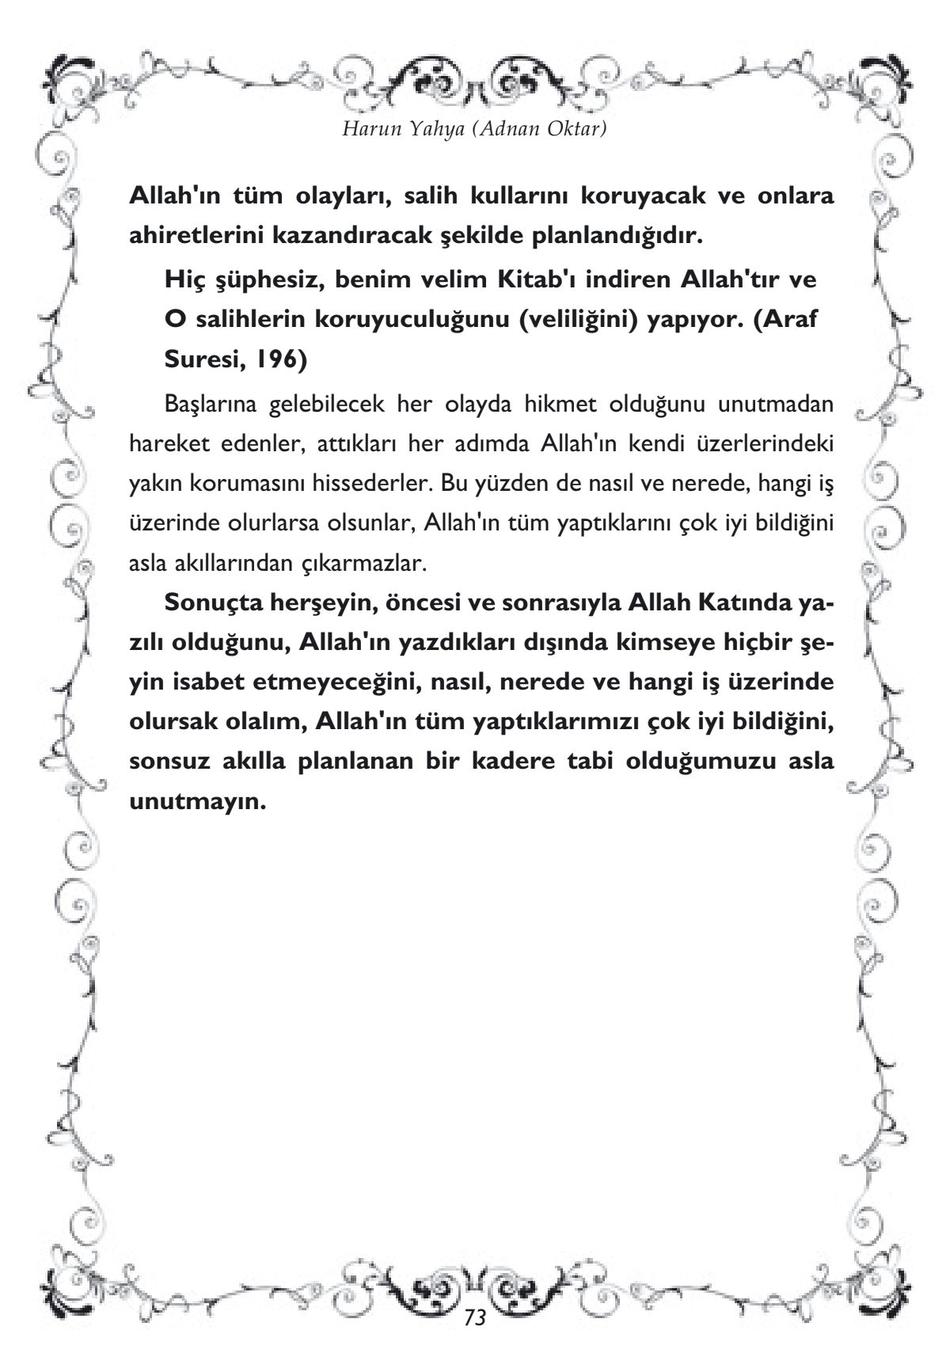 Harun Yahya (Adnan Oktar)
Allah'ın tüm olayları, salih kullarını koruyacak ve onlara
ahiretlerini kazandıracak şekilde planlandığıdır.
Hiç şüphesiz, benim velim Kitab'ı indiren Allah'tır ve
O salihlerin koruyuculuğunu (veliliğini) yapıyor. (Araf
Suresi, 196)
Başlarına gelebilecek her olayda hikmet olduğunu unutmadan
hareket edenler, attıkları her adımda Allah'ın kendi üzerlerindeki
yakın korumasını hissederler. Bu yüzden de nasıl ve nerede, hangi iş
üzerinde olurlarsa olsunlar, Allah'ın tüm yaptıklarını çok iyi bildiğini
asla akıllarından çıkarmazlar.
Sonuçta herşeyin, öncesi ve sonrasıyla Allah Katında ya-
zılı olduğunu, Allah'ın yazdıkları dışında kimseye hiçbir şe-
yin isabet etmeyeceğini, nasıl, nerede ve hangi iş üzerinde
olursak olalım, Allah'ın tüm yaptıklarımızı çok iyi bildiğini,
sonsuz akılla planlanan bir kadere tabi olduğumuzu asla
unutmayın.
73